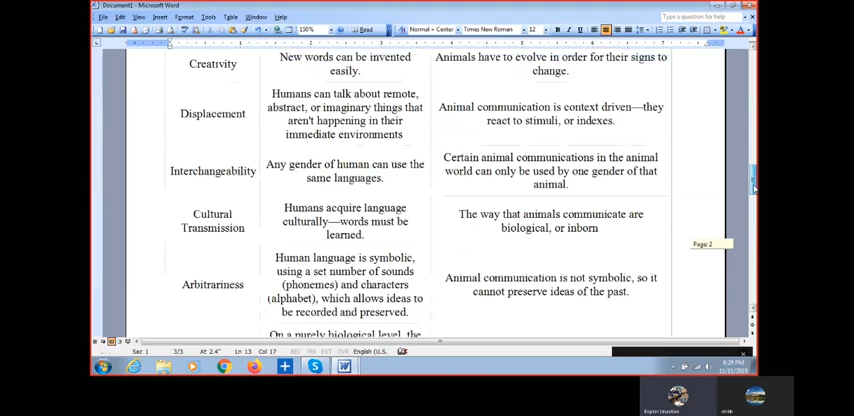 Document1 - Microsoft Word
File Edit View Insert Format Tools Table Window Help
Type a question for help
150%
Read
Normal + Center
Times New Roman
12
Creativity
New words can be invented
easily.
Animals have to evolve in order for their signs to
change.
Displacement
Humans can talk about remote,
abstract, or imaginary things that
aren't happening in their
immediate environments
Animal communication is context driven—they
react to stimuli, or indexes.
Interchangeability
Any gender of human can use the
same languages.
Certain animal communications in the animal
world can only be used by one gender of that
animal.
Cultural
Transmission
Humans acquire language
culturally—words must be
learned.
The way that animals communicate are
biological, or inborn
Page: 2
Arbitrariness
Human language is symbolic,
using a set number of sounds
(phonemes) and characters
(alphabet), which allows ideas to
be recorded and preserved.
Animal communication is not symbolic, so it
cannot preserve ideas of the past.
On a purely biological level, the
Sec 1 3/3 At 2.4" Ln 13 Col 17 REC TRK EXT OVR English (U.S.
11/11/2019
English Education